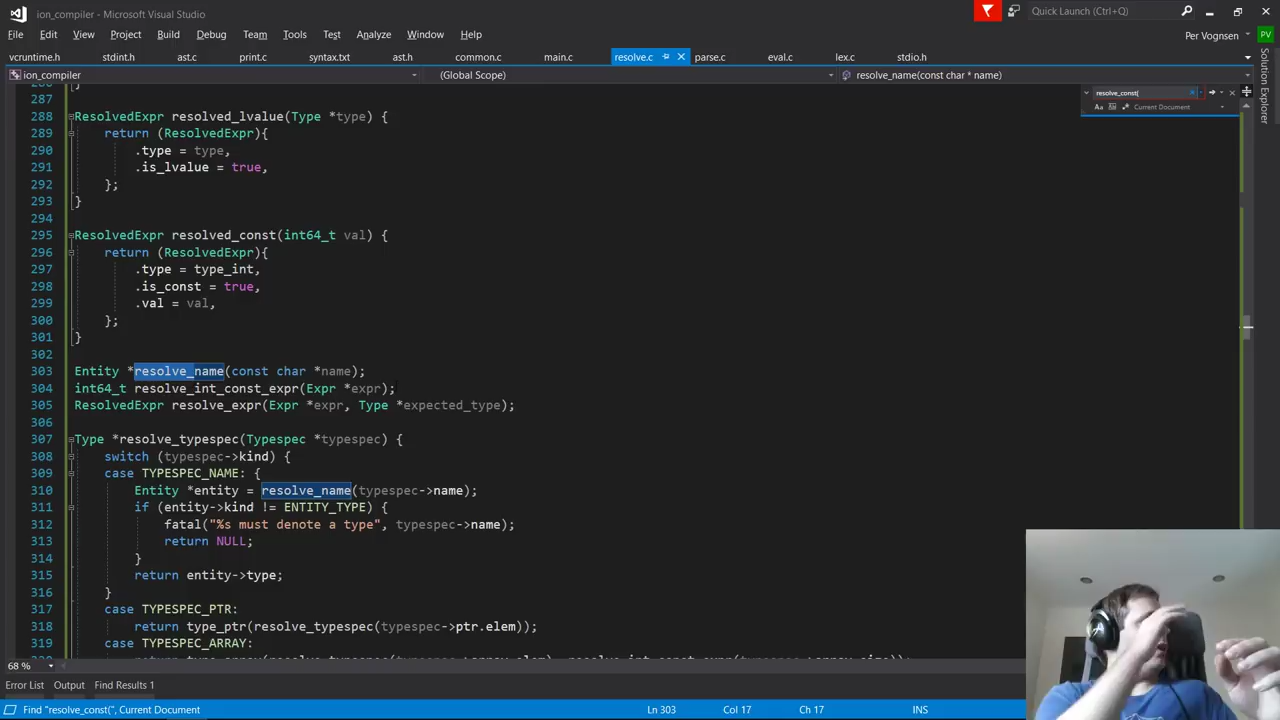 ion_compiler - Microsoft Visual Studio
Quick Launch (Ctrl+Q)
File Edit View Project Build Debug Team Tools Test Analyze Window Help
Per Vognsen PV
vcruntime.h stdint.h ast.c print.c syntax.txt ast.h common.c main.c resolve.c parse.c eval.c lex.c stdio.h
Solution Explorer
ion_compiler (Global Scope) resolve_name(const char * name)
resolve_const(
Aa Current Document
287
288 ResolvedExpr resolved_lvalue(Type *type) {
289 return (ResolvedExpr){
290 .type = type,
291 .is_lvalue = true,
292 };
293 }
294
295 ResolvedExpr resolved_const(int64_t val) {
296 return (ResolvedExpr){
297 .type = type_int,
298 .is_const = true,
299 .val = val,
300 };
301 }
302
303 Entity *resolve_name(const char *name);
304 int64_t resolve_int_const_expr(Expr *expr);
305 ResolvedExpr resolve_expr(Expr *expr, Type *expected_type);
306
307 Type *resolve_typespec(Typespec *typespec) {
308 switch (typespec->kind) {
309 case TYPESPEC_NAME: {
310 Entity *entity = resolve_name(typespec->name);
311 if (entity->kind != ENTITY_TYPE) {
312 fatal("%s must denote a type", typespec->name);
313 return NULL;
314 }
315 return entity->type;
316 }
317 case TYPESPEC_PTR:
318 return type_ptr(resolve_typespec(typespec->ptr.elem));
319 case TYPESPEC_ARRAY:
68 %
Error List Output Find Results 1
Find "resolve_const(", Current Document Ln 303 Col 17 Ch 17 INS